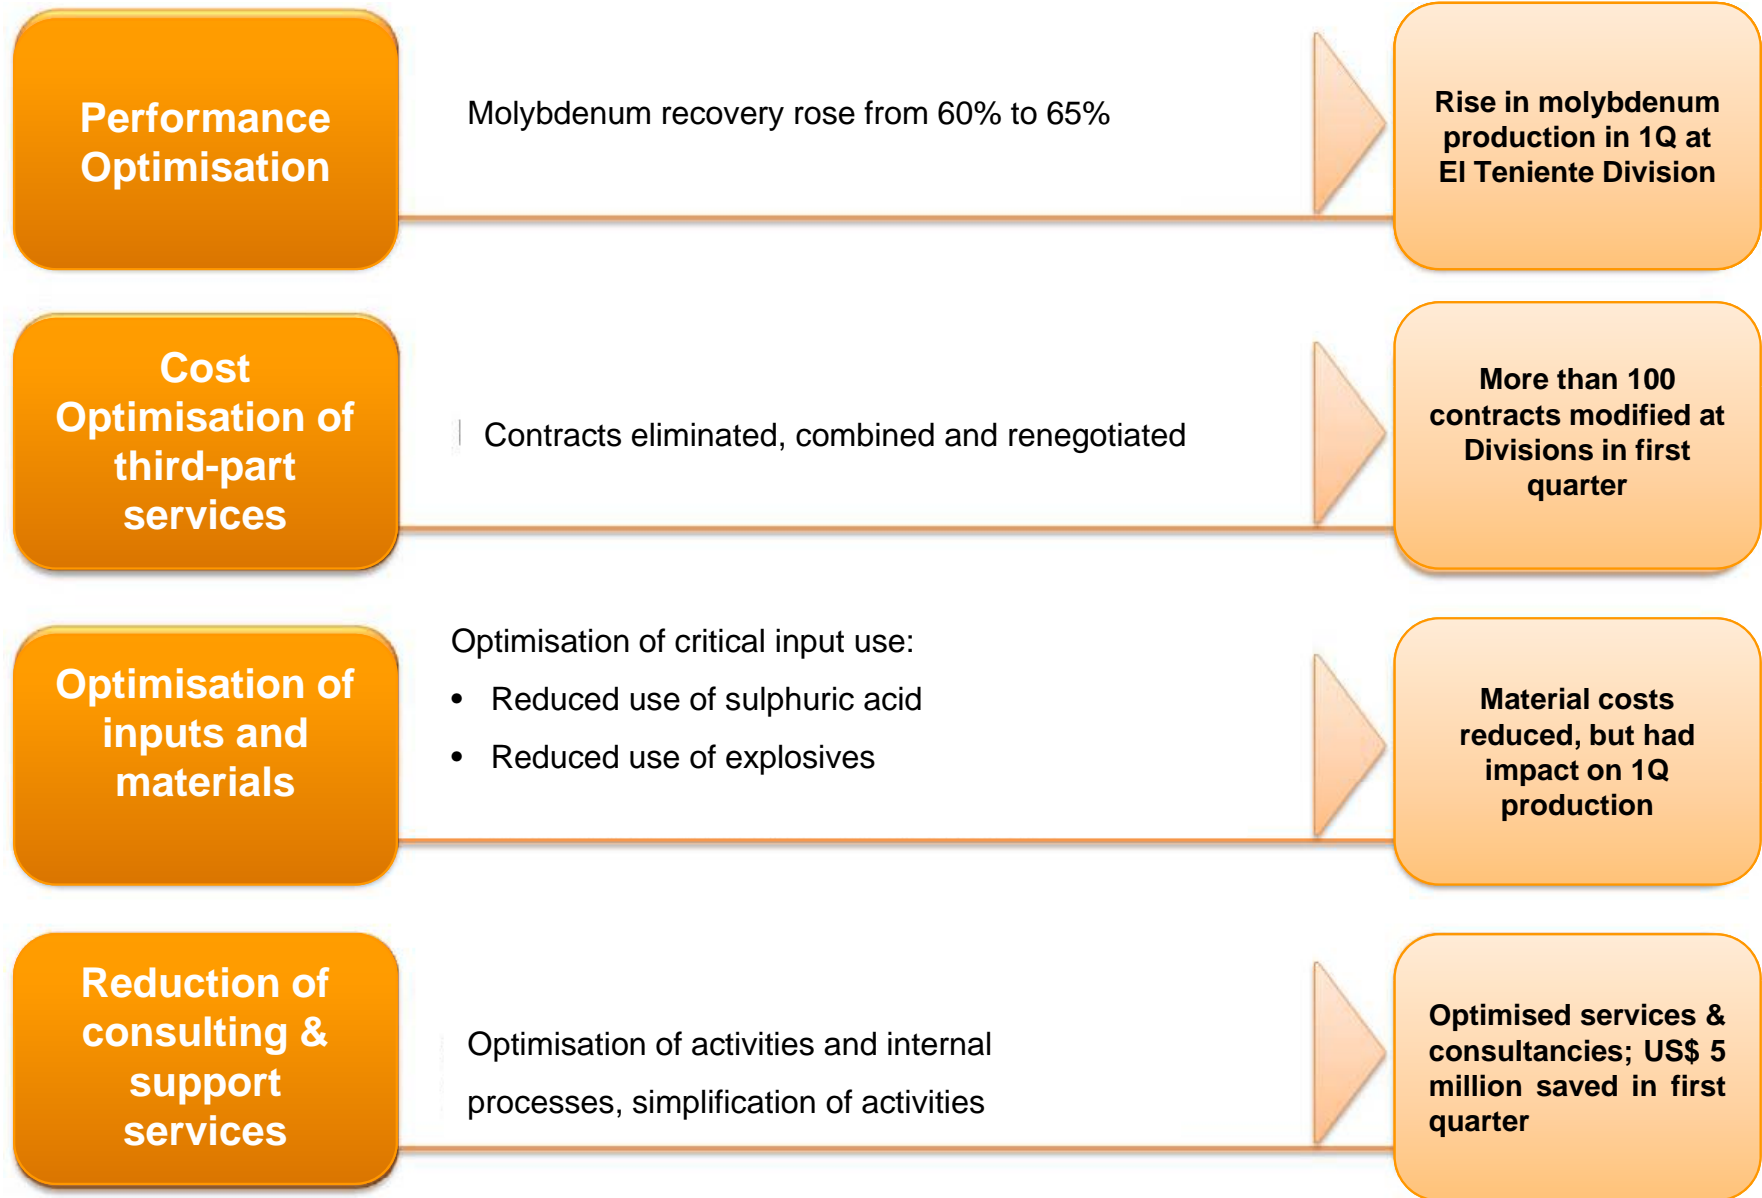 Performance
Optimisation
Molybdenum recovery rose from 60% to 65%
Rise in molybdenum
production in 1Q at
El Teniente Division
Cost
Optimisation of
third-part
services
Contracts eliminated, combined and renegotiated
More than 100
contracts modified at
Divisions in first
quarter
Optimisation of
inputs and
materials
Optimisation of critical input use:
• Reduced use of sulphuric acid
• Reduced use of explosives
Material costs
reduced, but had
impact on 1Q
production
Reduction of
consulting &
support
services
Optimisation of activities and internal
processes, simplification of activities
Optimised services &
consultancies; US$ 5
million saved in first
quarter